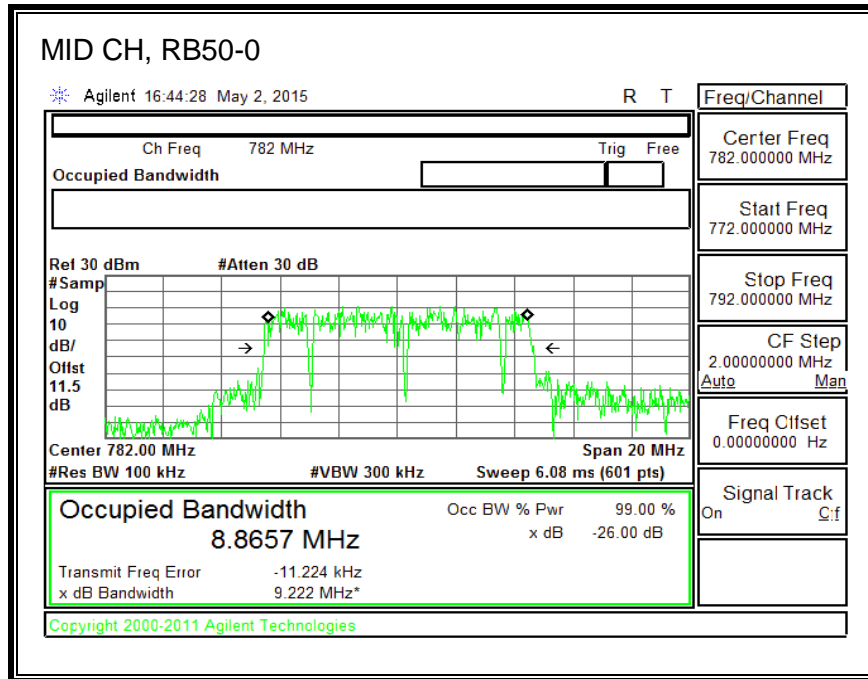 MID CH, RB50-0
Agilent 16:44:28 May 2, 2015 R T
Freq/Channel
Ch Freq 782 MHz Trig Free
Occupied Bandwidth
Center Freq
782.000000 MHz
Start Freq
772.000000 MHz
Stop Freq
792.000000 MHz
CF Step
2.00000000 MHz
Auto Man
Freq Offset
0.00000000 Hz
Signal Track
On Off
Ref 30 dBm #Atten 30 dB
#Samp
Log
10
dB/
Offst
11.5
dB
Center 782.00 MHz Span 20 MHz
#Res BW 100 kHz #VBW 300 kHz Sweep 6.08 ms (601 pts)
Occupied Bandwidth Occ BW % Pwr 99.00 %
8.8657 MHz x dB -26.00 dB
Transmit Freq Error -11.224 kHz
x dB Bandwidth 9.222 MHz*
Copyright 2000-2011 Agilent Technologies